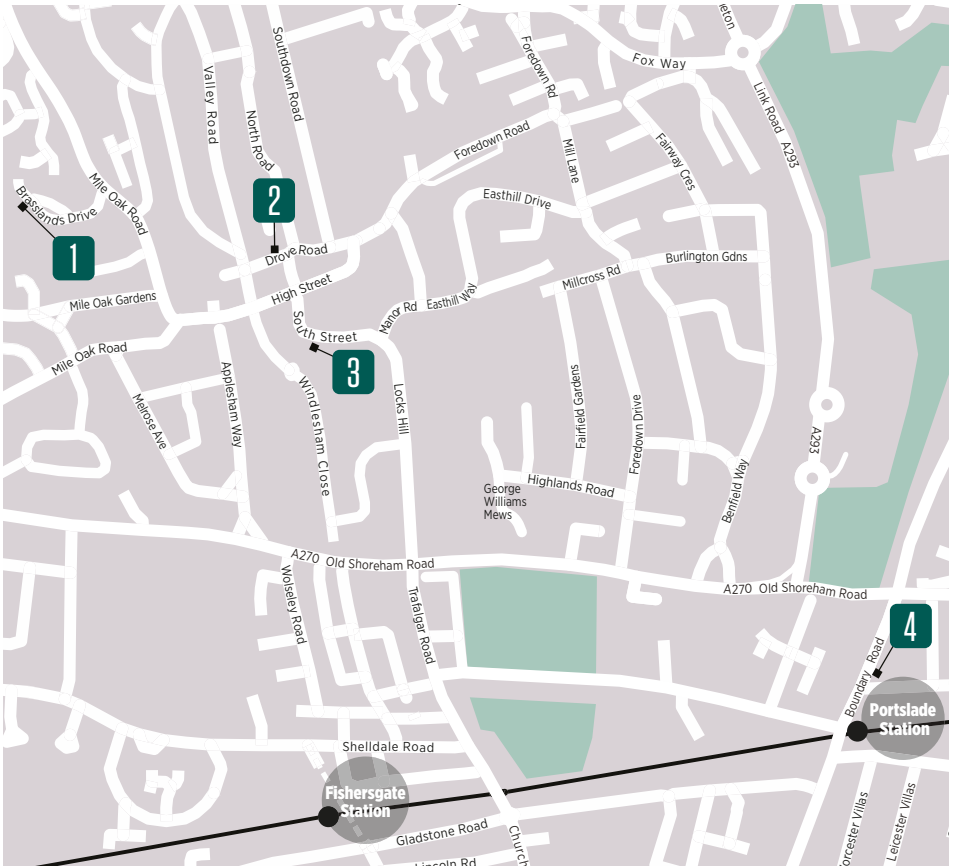 eton
Fox Way
Foredown Rd
Southdown Road
Valley Road
North Road
Link Road A293
Foredown Road
Mill Lane
Fairway Cres
Mile Oak Road
Brasslands Drive
1
2
Easthill Drive
Drove Road
Burlington Gdns
Millcross Rd
High Street
Mile Oak Gardens
Manor Rd
Easthill Way
South Street
3
Mile Oak Road
Applesham Way
Melrose Ave
Windlesham Close
Locks Hill
Fairfield Gardens
Foredown Drive
A293
Benfield Way
Highlands Road
George
Williams
Mews
A270 Old Shoreham Road
A270 Old Shoreham Road
Wolseley Road
Trafalgar Road
4
Boundary Road
Portslade
Station
Shelldale Road
Fishersgate
Station
Gladstone Road
Church
Lincoln Rd
orcester Villas
Leicester Villas